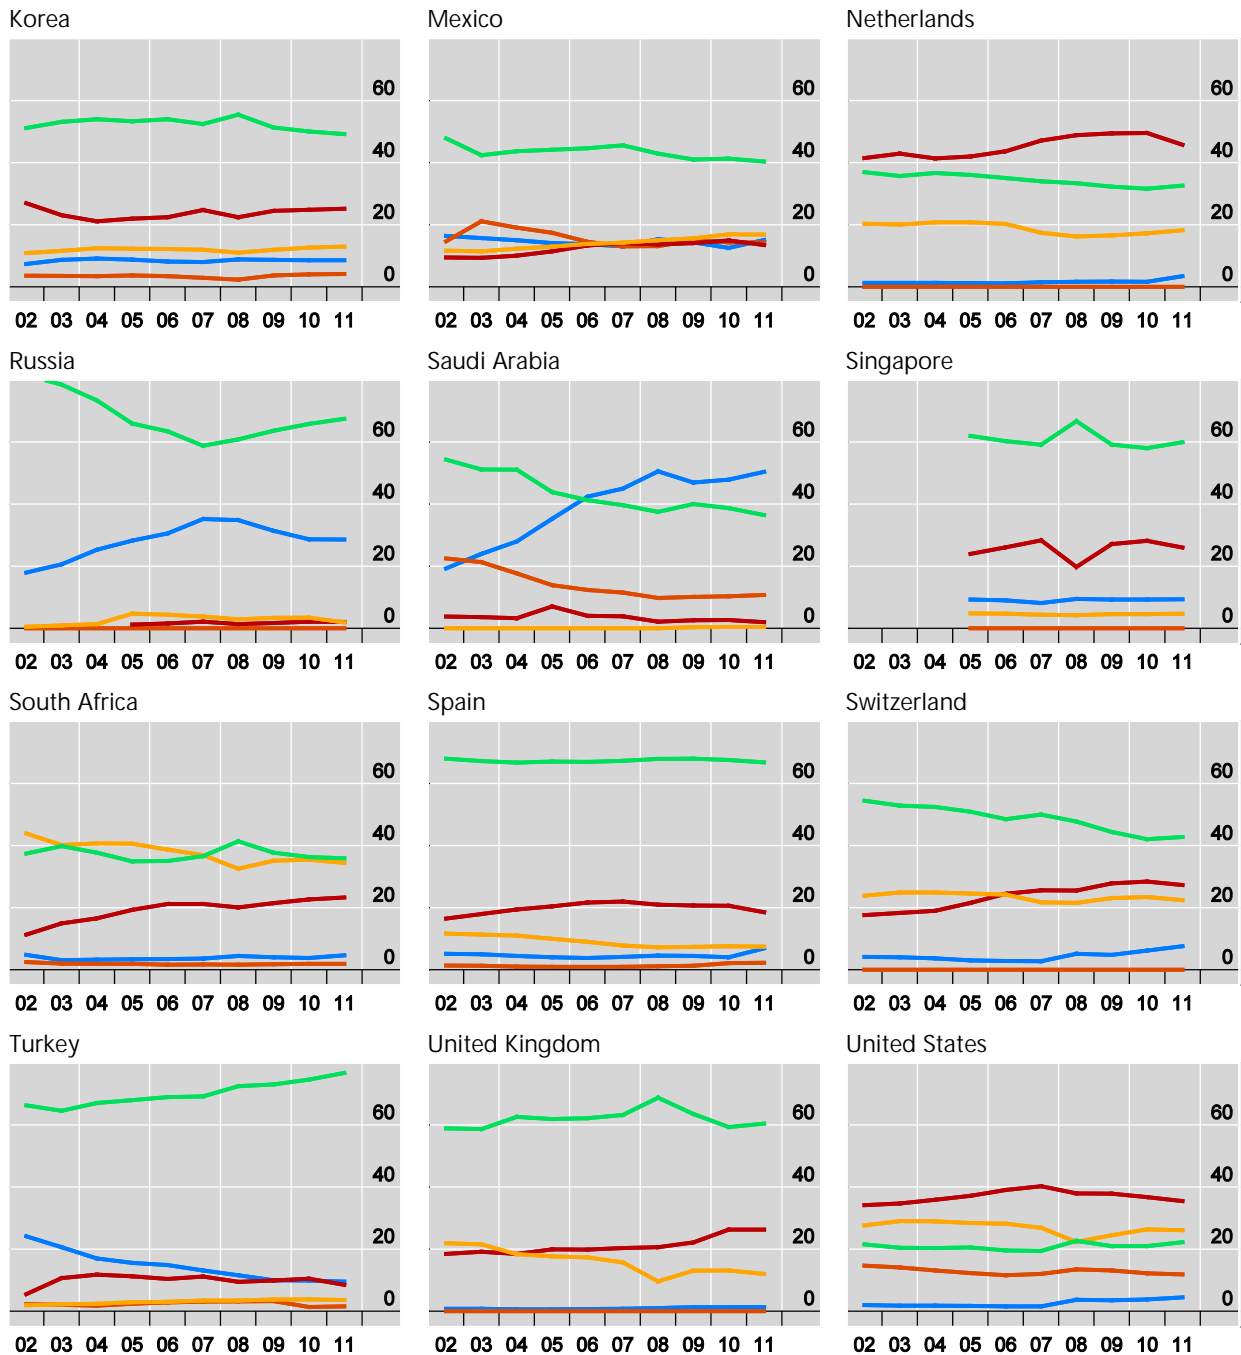 Korea Mexico Netherlands
60 60 60
40 40 40
20 20 20
0 0 0
02 03 04 05 06 07 08 09 10 11 02 03 04 05 06 07 08 09 10 11 02 03 04 05 06 07 08 09 10 11
Russia Saudi Arabia Singapore
60 60 60
40 40 40
20 20 20
0 0 0
02 03 04 05 06 07 08 09 10 11 02 03 04 05 06 07 08 09 10 11 02 03 04 05 06 07 08 09 10 11
South Africa Spain Switzerland
60 60 60
40 40 40
20 20 20
0 0 0
02 03 04 05 06 07 08 09 10 11 02 03 04 05 06 07 08 09 10 11 02 03 04 05 06 07 08 09 10 11
Turkey United Kingdom United States
60 60 60
40 40 40
20 20 20
0 0 0
02 03 04 05 06 07 08 09 10 11 02 03 04 05 06 07 08 09 10 11 02 03 04 05 06 07 08 09 10 11